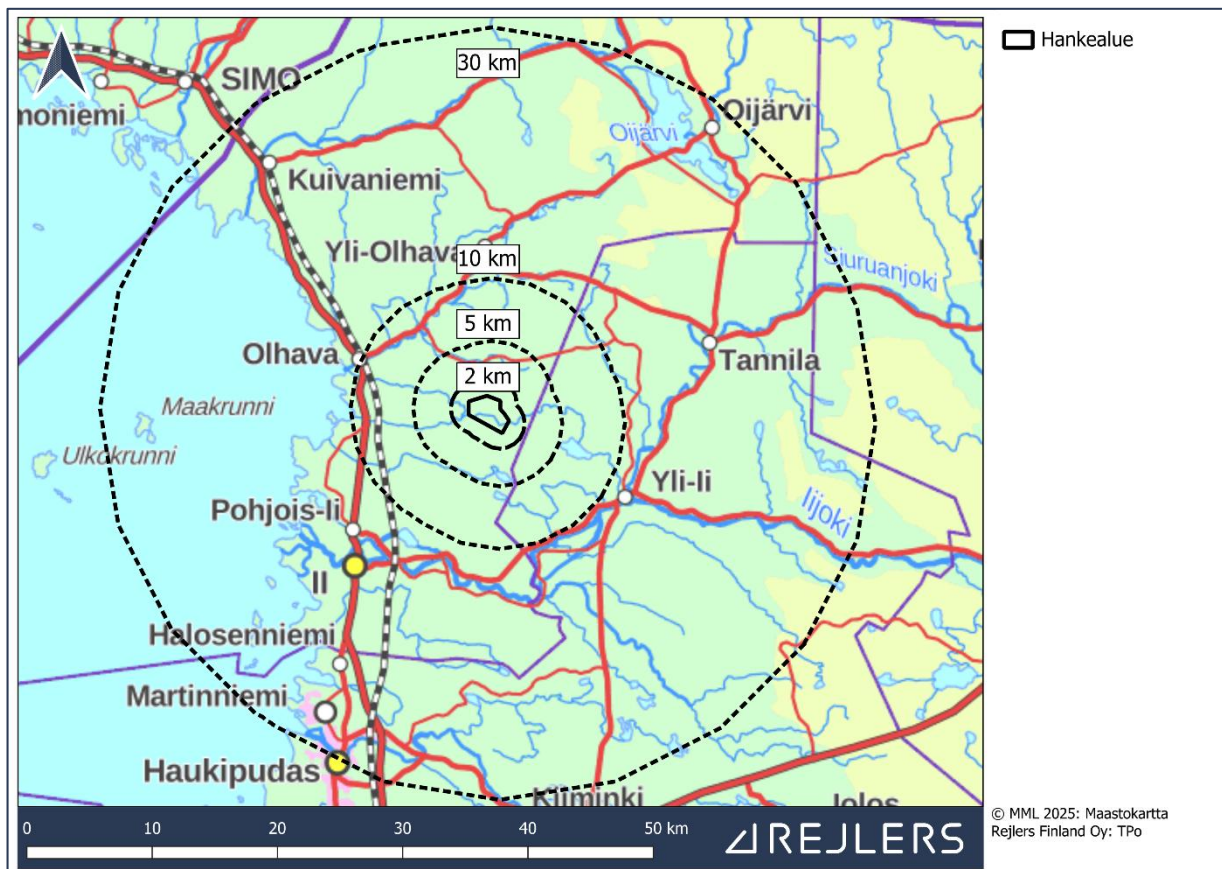 Hankealue
30 km
SIMO
moniemi
Oijärvi
Oijärvi
Kuivaniemi
Yli-Olhava
10 km
Siuruanjoki
5 km
Olhava
Tannila
2 km
Maakrunni
Ulkokrunni
Yli-Ii
Pohjois-Ii
Iijoki
II
Halosenniemi
Martinniemi
Haukipudas
Kiiminki
0 10 20 30 40 50 km
REJLERS
© MML 2025: Maastokartta
Rejlers Finland Oy: TPo